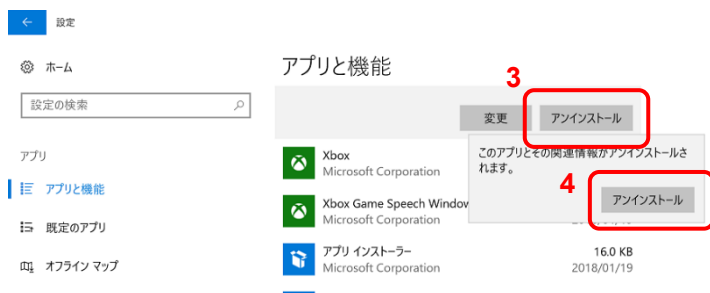 設定
ホーム
設定の検索
アプリ
アプリと機能
既定のアプリ
オフライン マップ
アプリと機能
3
変更
アンインストール
このアプリとその関連情報がアンインストールさ
れます。
4
アンインストール
Xbox
Microsoft Corporation
Xbox Game Speech Window
Microsoft Corporation
アプリ インストーラー
16.0 KB
Microsoft Corporation
2018/01/19